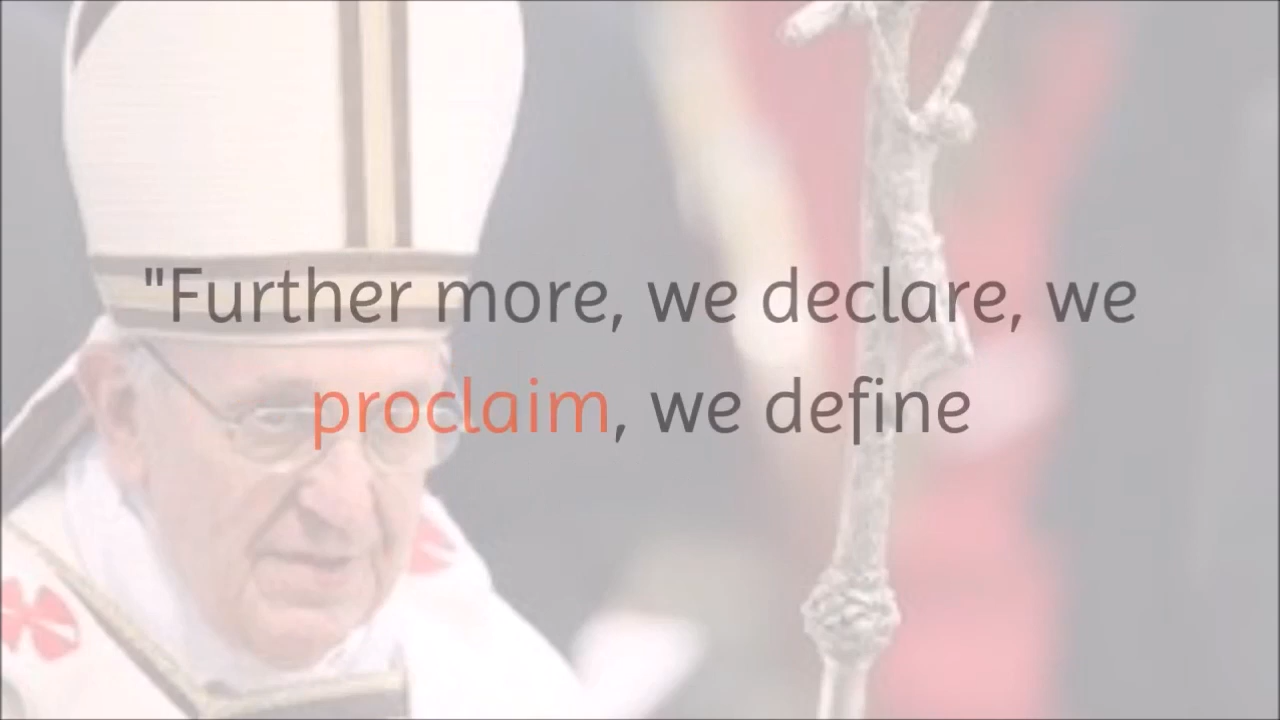 "Further more, we declare, we
proclaim, we define